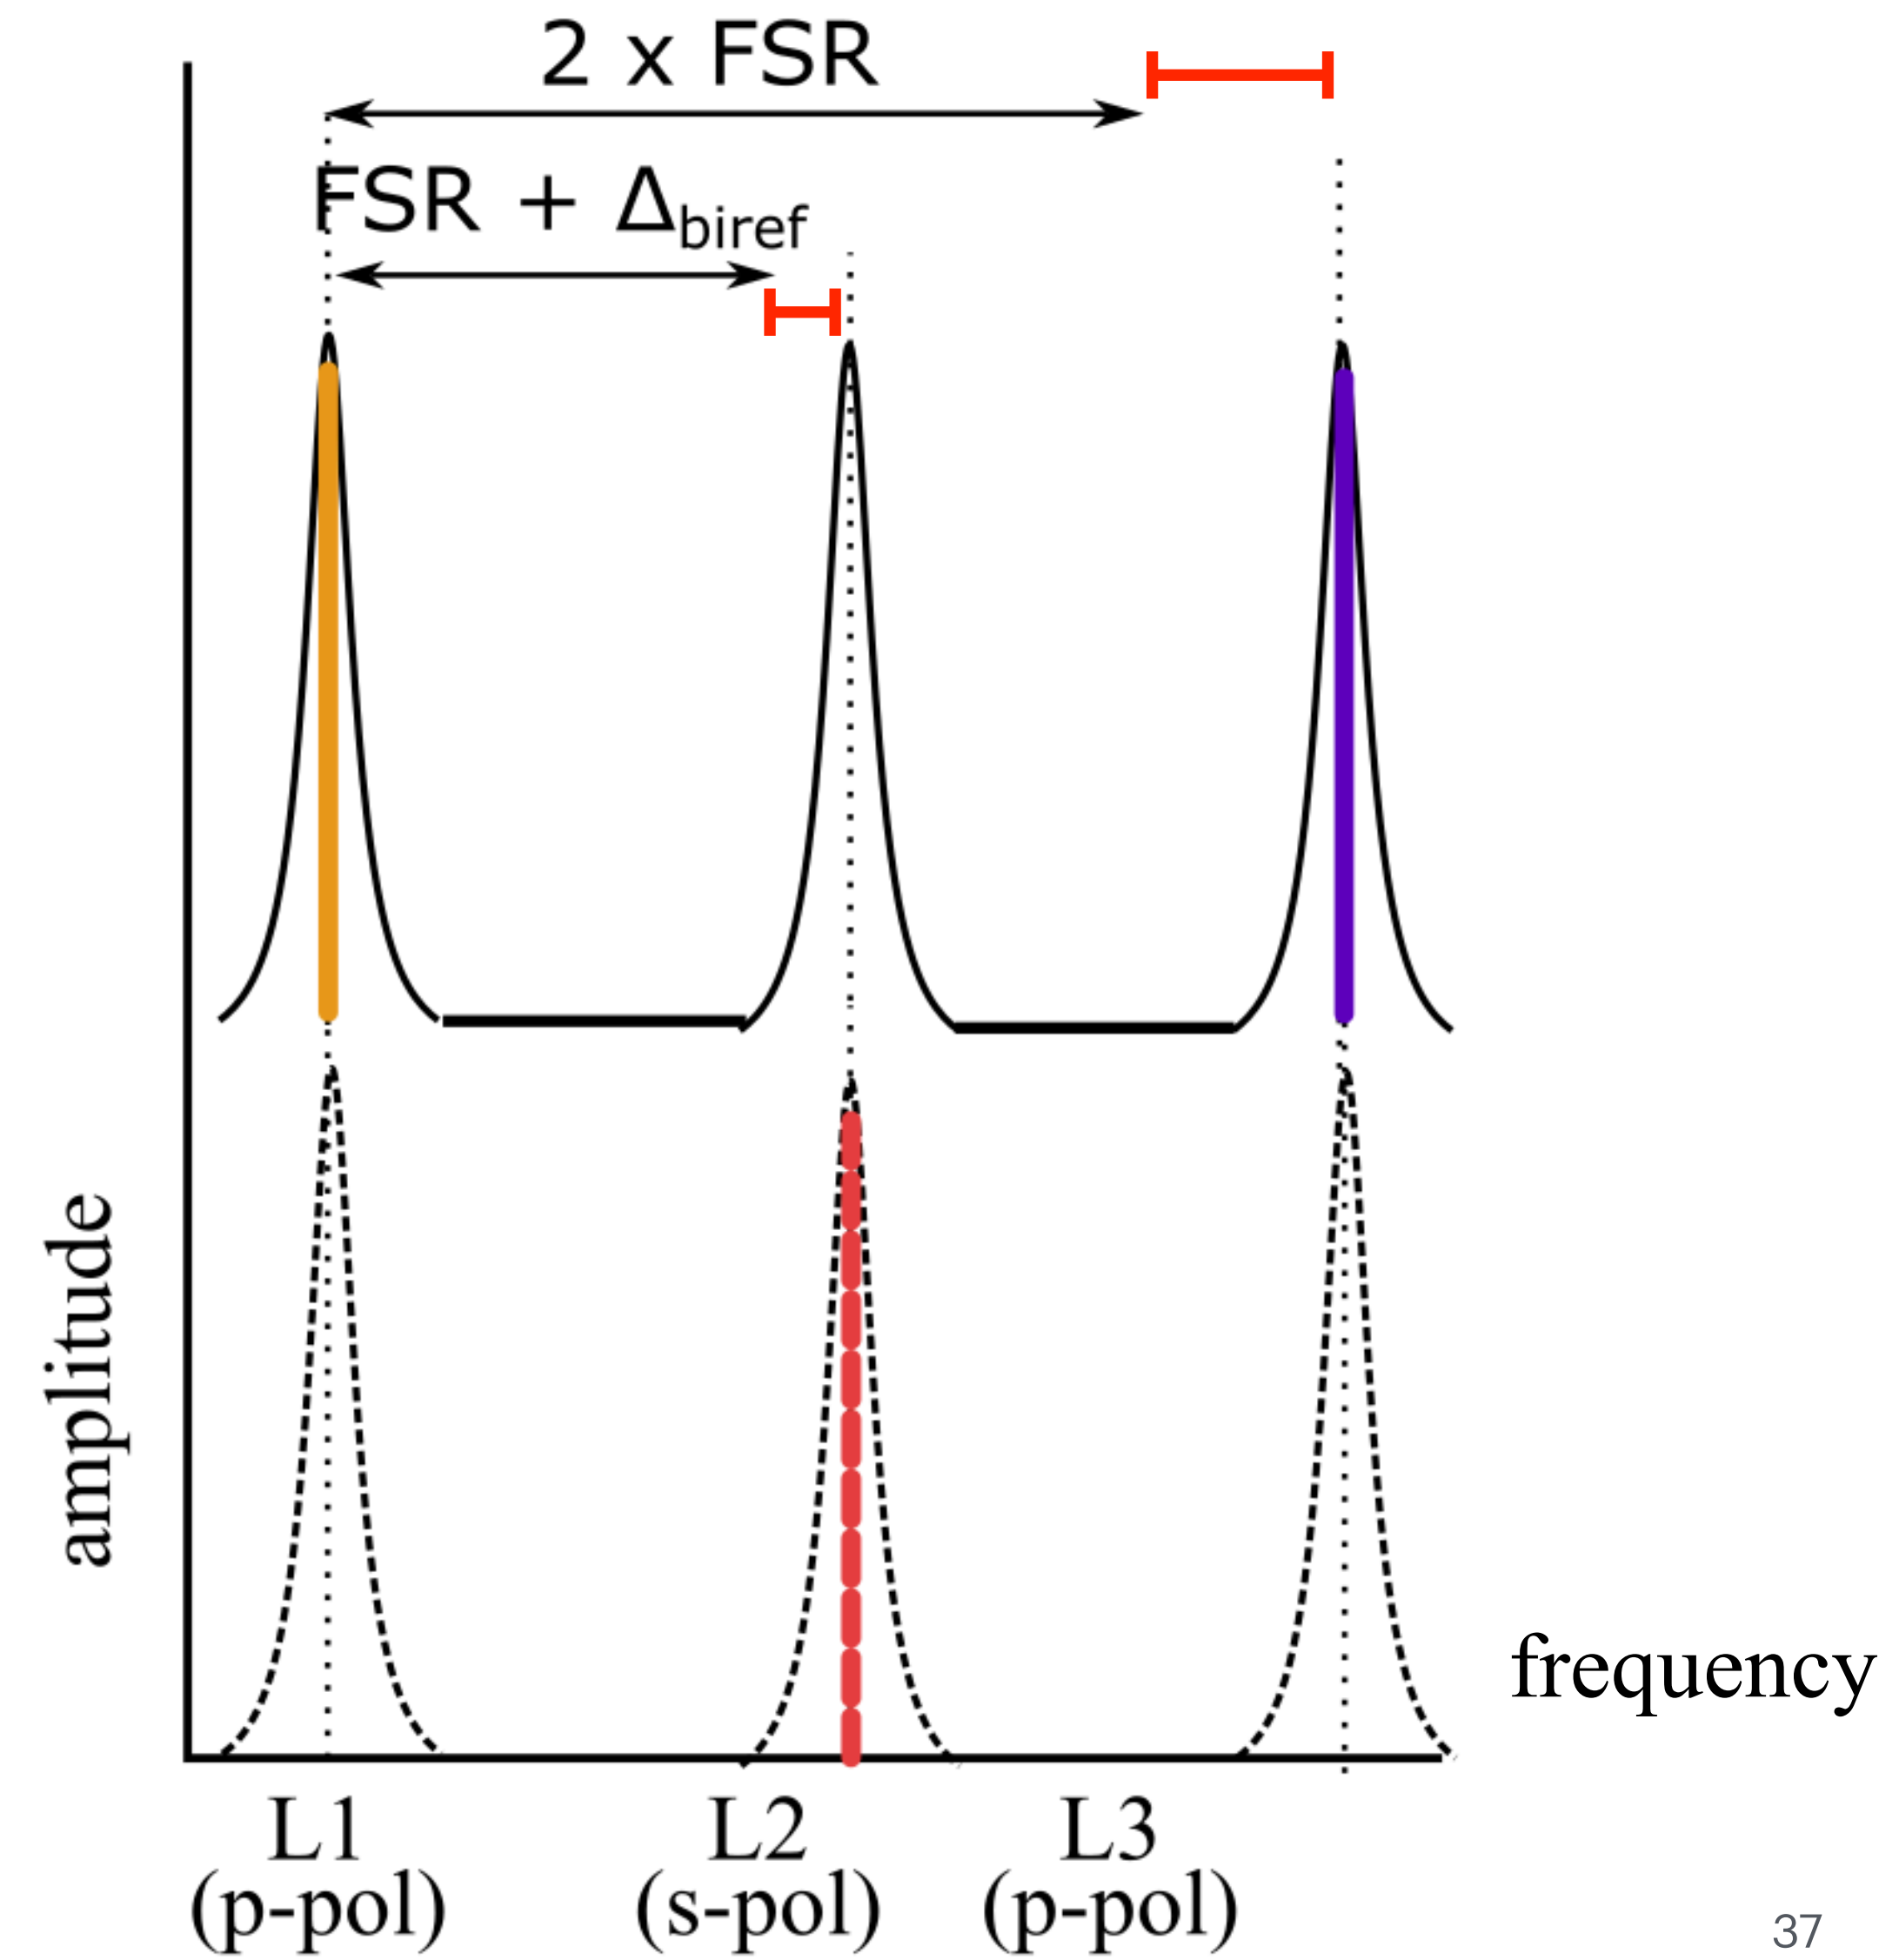 2 x FSR
FSR + Δbiref
amplitude
frequency
L1
(p-pol)
L2
(s-pol)
L3
(p-pol)
37